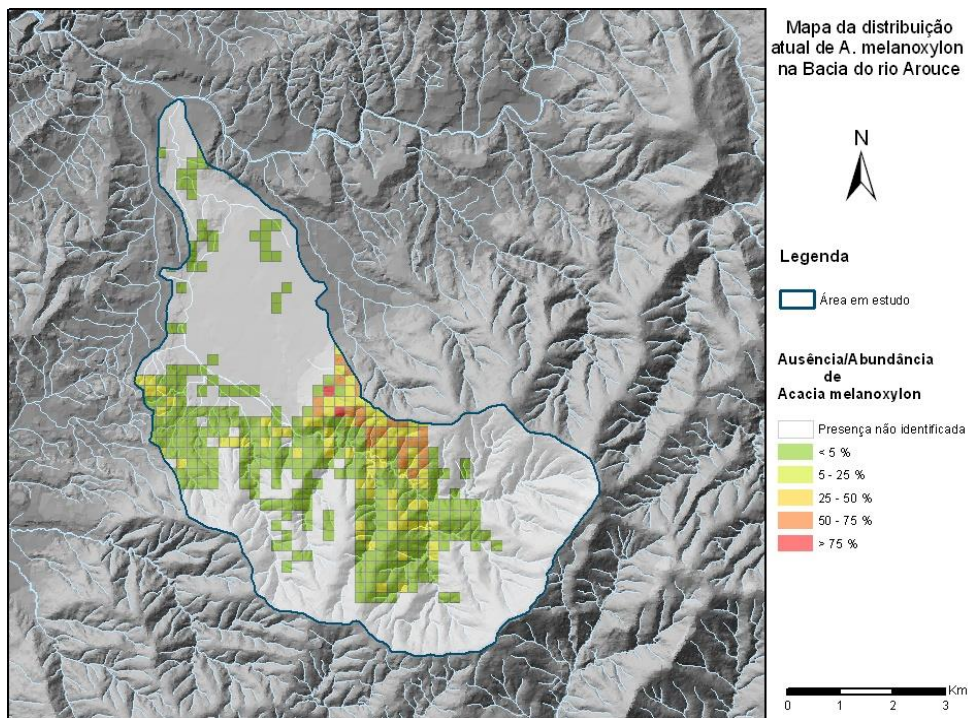 Mapa da distribuição
atual de A. melanoxylon
na Bacia do rio Arouce
N
Legenda
Área em estudo
Ausência/Abundância
de
Acacia melanoxylon
Presença não identificada
< 5 %
5 - 25 %
25 - 50 %
50 - 75 %
> 75 %
Km
0 1 2 3